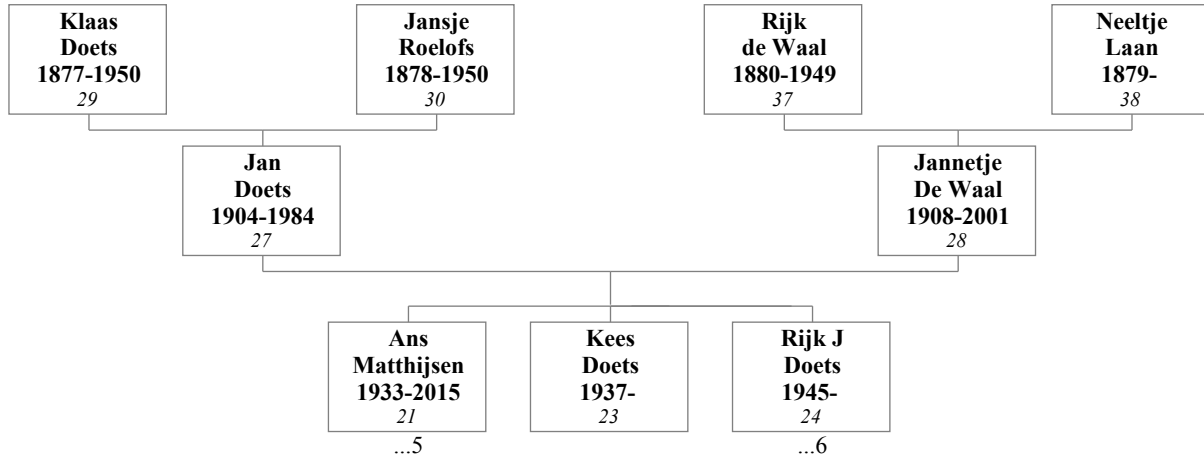 Klaas
Doets
1877-1950
29
Jansje
Roelofs
1878-1950
30
Rijk
de Waal
1880-1949
37
Neeltje
Laan
1879-
38
Jan
Doets
1904-1984
27
Jannetje
De Waal
1908-2001
28
Ans
Matthijsen
1933-2015
21
...5
Kees
Doets
1937-
23
Rijk J
Doets
1945-
24
...6